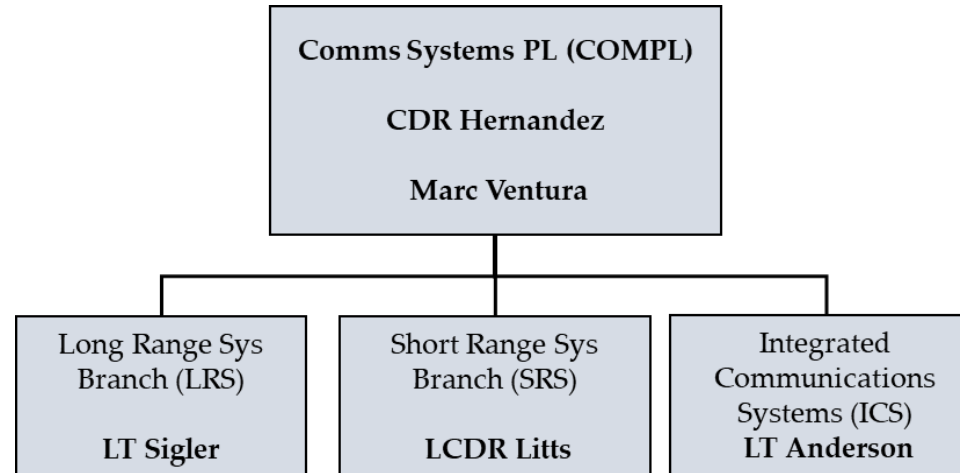 Comms Systems PL (COMPL)
CDR Hernandez
Marc Ventura
Long Range Sys
Branch (LRS)
LT Sigler
Short Range Sys
Branch (SRS)
LCDR Litts
Integrated
Communications
Systems (ICS)
LT Anderson